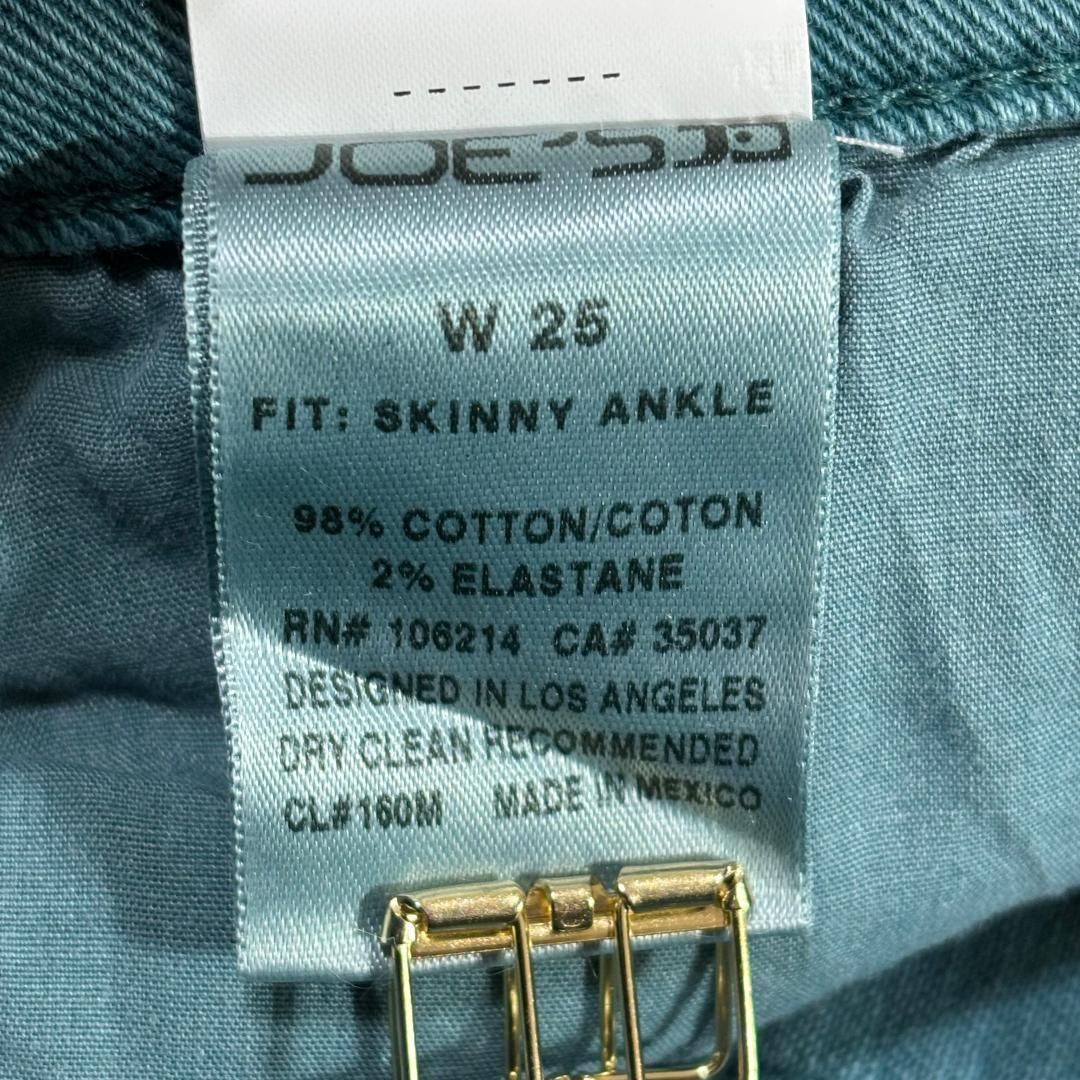 JOE'S
W 25
FIT: SKINNY ANKLE
98% COTTON/COTON
2% ELASTANE
RN# 106214 CA# 35037
DESIGNED IN LOS ANGELES
DRY CLEAN RECOMMENDED
CL#160M MADE IN MEXICO